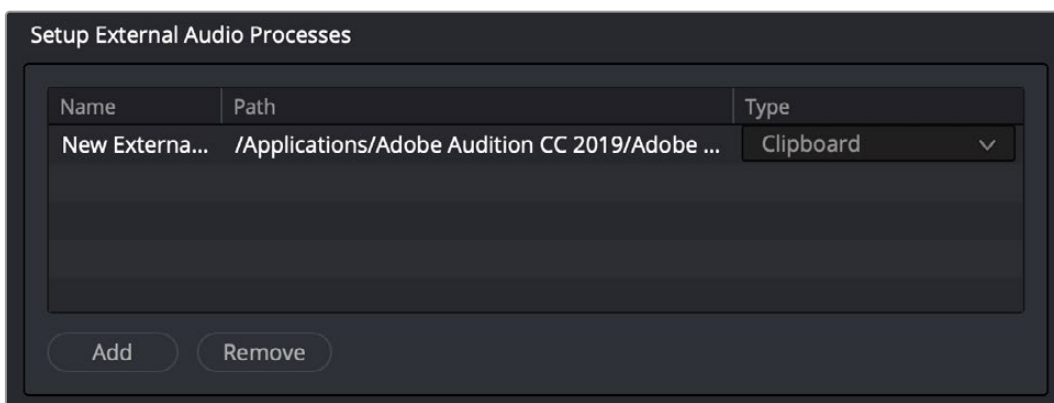 Setup External Audio Processes
Name Path Type
New Externa... /Applications/Adobe Audition CC 2019/Adobe ... Clipboard
Add Remove